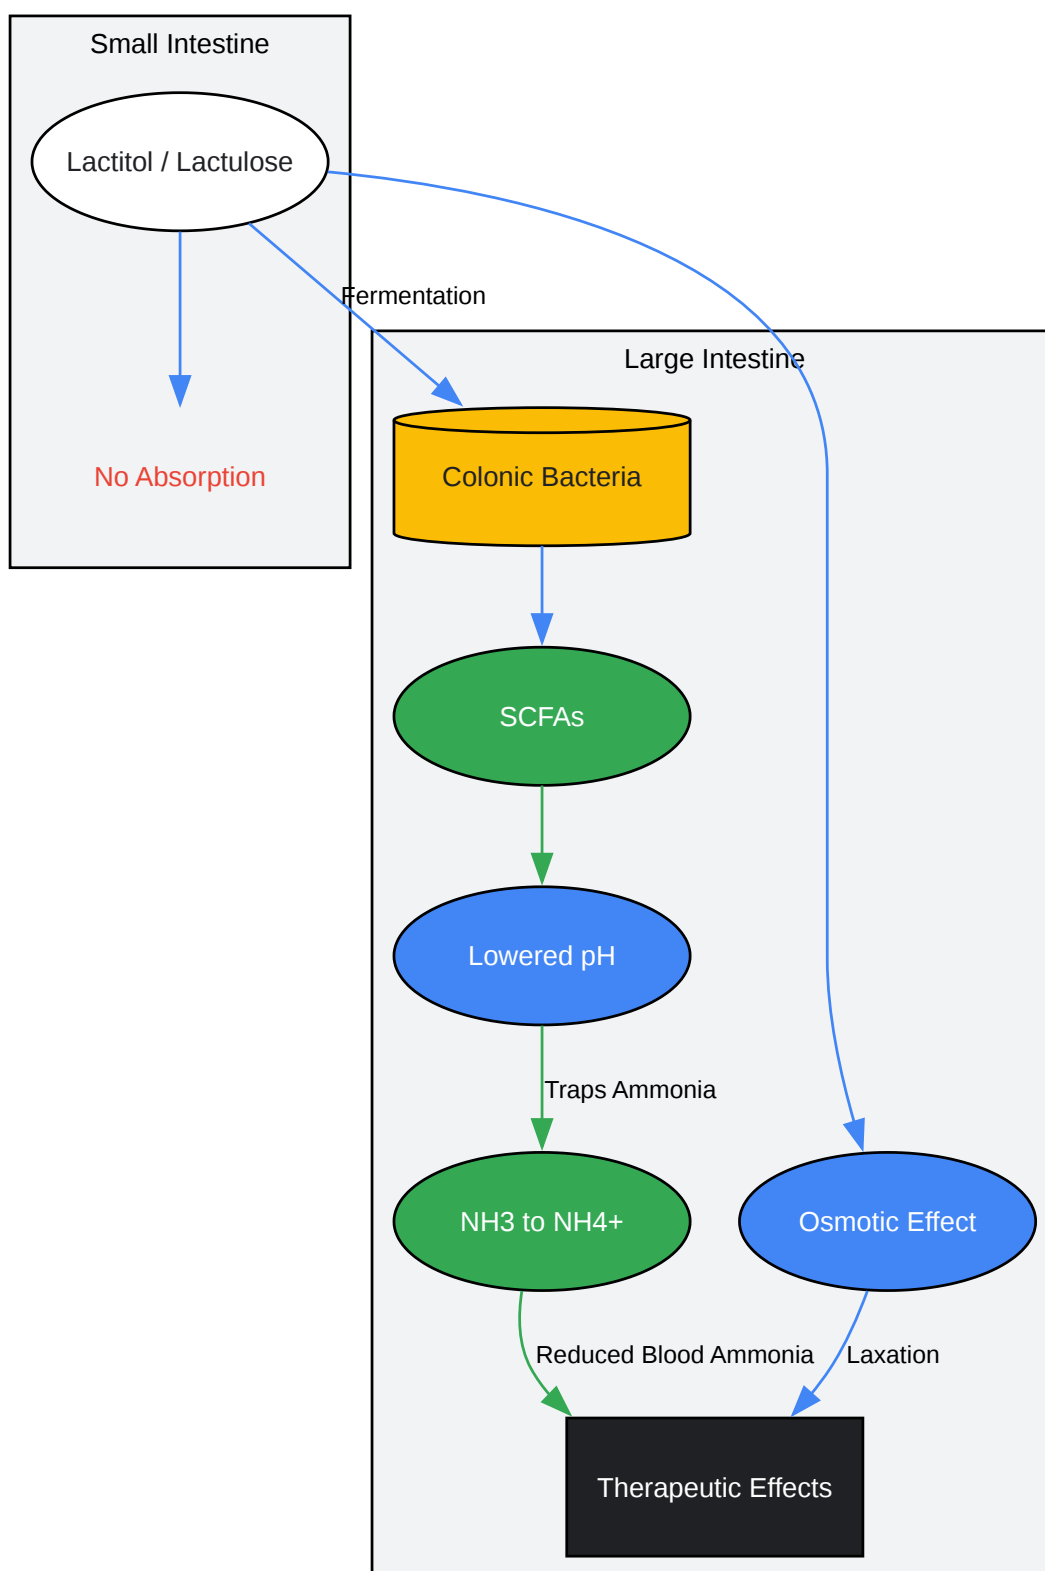 Small Intestine
Lactitol / Lactulose
Fermentation
Large Intestine
No Absorption
Colonic Bacteria
SCFAs
Lowered pH
Traps Ammonia
NH3 to NH4+
Osmotic Effect
Reduced Blood Ammonia
Laxation
Therapeutic Effects